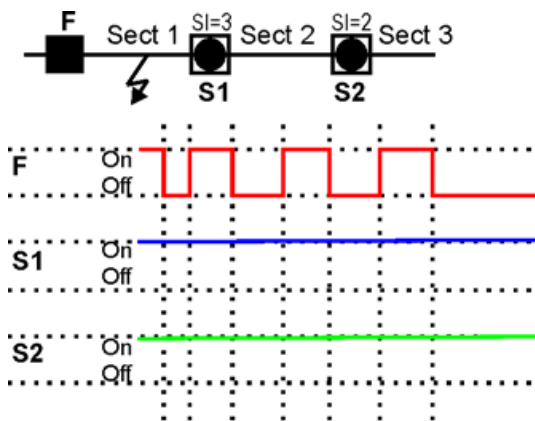 F
Sect 1
SI=3
Sect 2
SI=2
Sect 3
S1
S2
F
On
Off
S1
On
Off
S2
On
Off